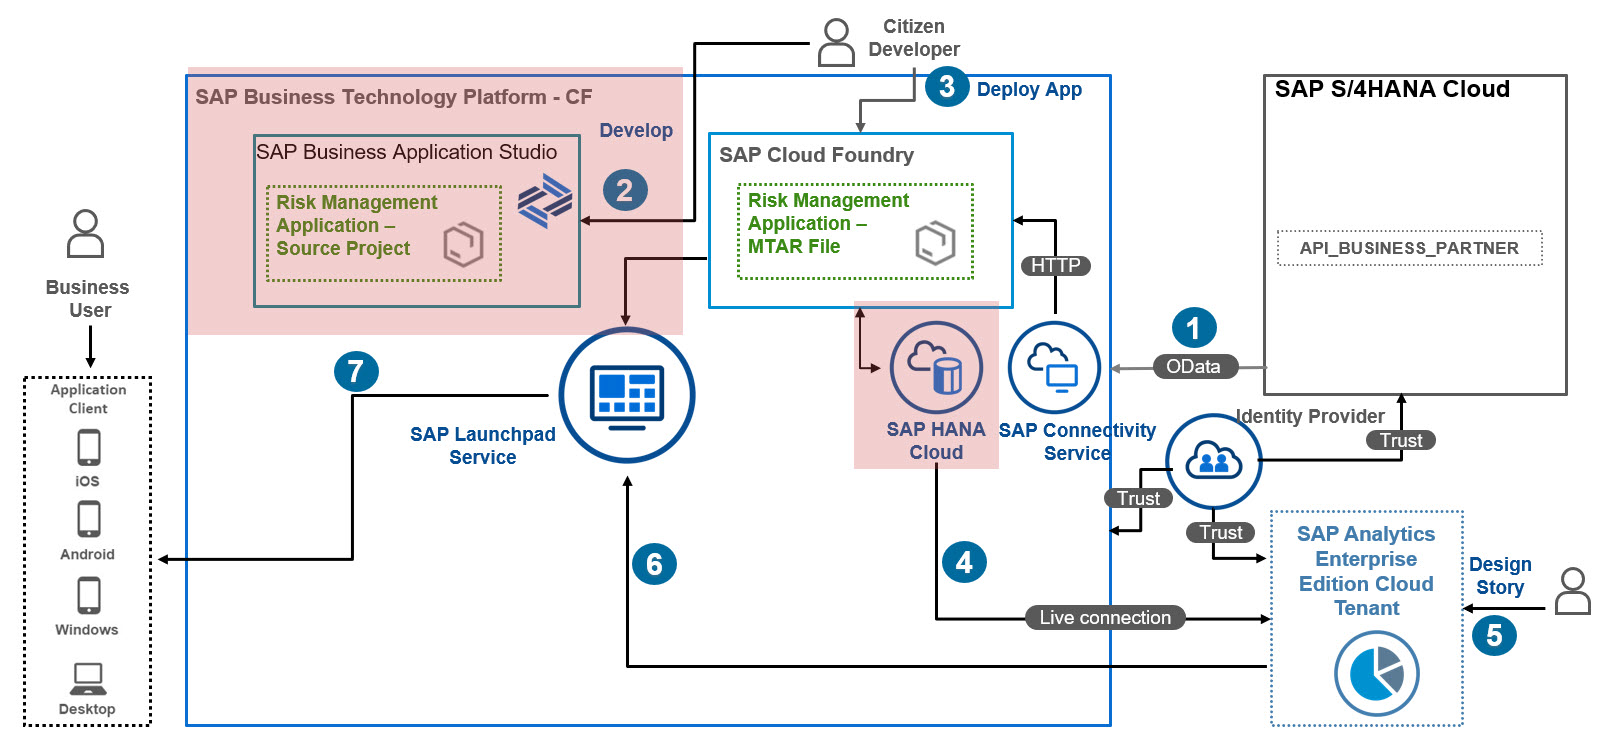 Citizen
Developer
3
Deploy App
SAP Business Technology Platform - CF
Develop
SAP Business Application Studio
Risk Management
Application –
Source Project
2
SAP Cloud Foundry
Risk Management
Application –
MTAR File
HTTP
SAP S/4HANA Cloud
API_BUSINESS_PARTNER
1
OData
Business
User
7
Application
Client
iOS
Android
Windows
Desktop
SAP Launchpad
Service
SAP HANA
Cloud
SAP Connectivity
Service
Identity Provider
Trust
Trust
Trust
6
4
Live connection
SAP Analytics
Enterprise
Edition Cloud
Tenant
Design
Story
5